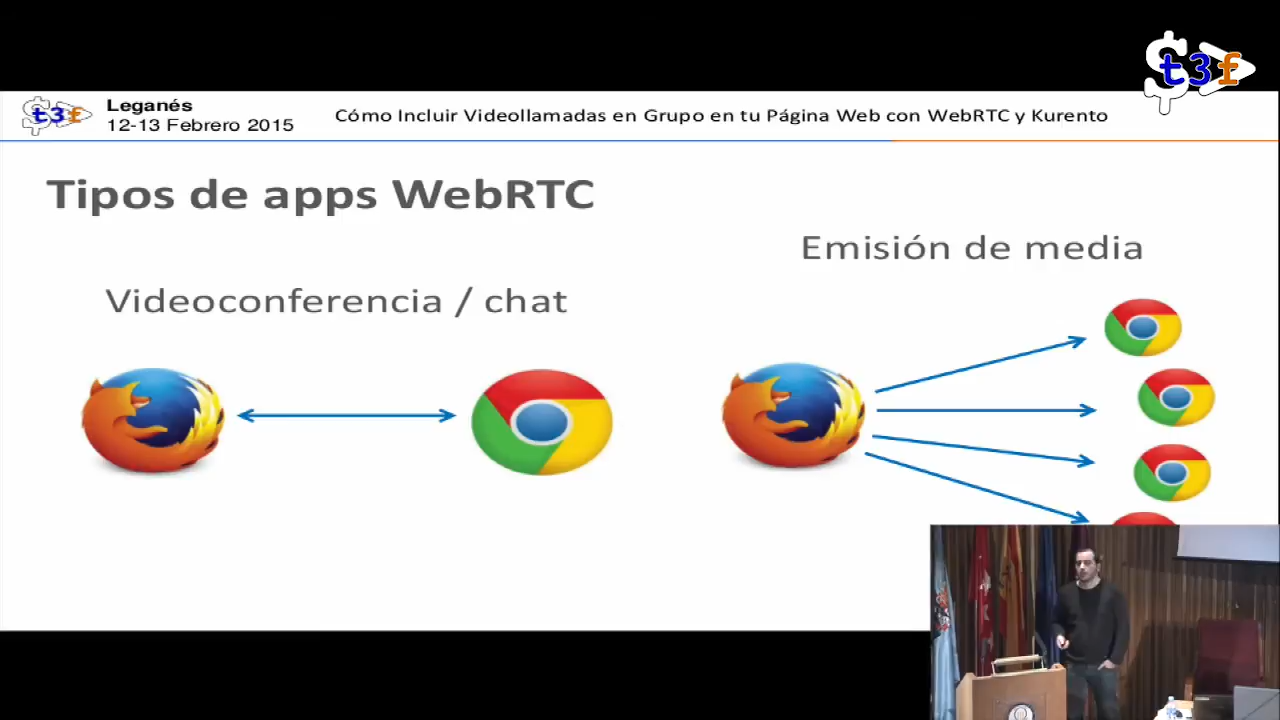 t3f
t3f
Leganés
12-13 Febrero 2015
Cómo Incluir Videollamadas en Grupo en tu Página Web con WebRTC y Kurento
Tipos de apps WebRTC
Emisión de media
Videoconferencia / chat